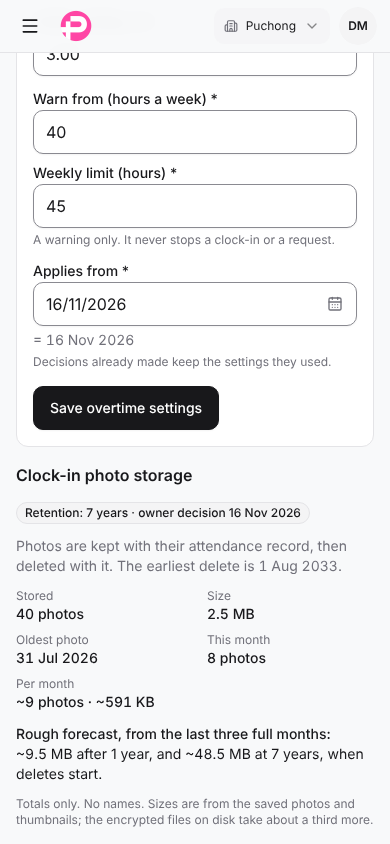 Puchong
DM
3.00
Warn from (hours a week) *
40
Weekly limit (hours) *
45
A warning only. It never stops a clock-in or a request.
Applies from *
16/11/2026
= 16 Nov 2026
Decisions already made keep the settings they used.
Save overtime settings
Clock-in photo storage
Retention: 7 years · owner decision 16 Nov 2026
Photos are kept with their attendance record, then
deleted with it. The earliest delete is 1 Aug 2033.
Stored
40 photos
Size
2.5 MB
Oldest photo
31 Jul 2026
This month
8 photos
Per month
~9 photos · ~591 KB
Rough forecast, from the last three full months:
~9.5 MB after 1 year, and ~48.5 MB at 7 years, when
deletes start.
Totals only. No names. Sizes are from the saved photos and
thumbnails; the encrypted files on disk take about a third more.